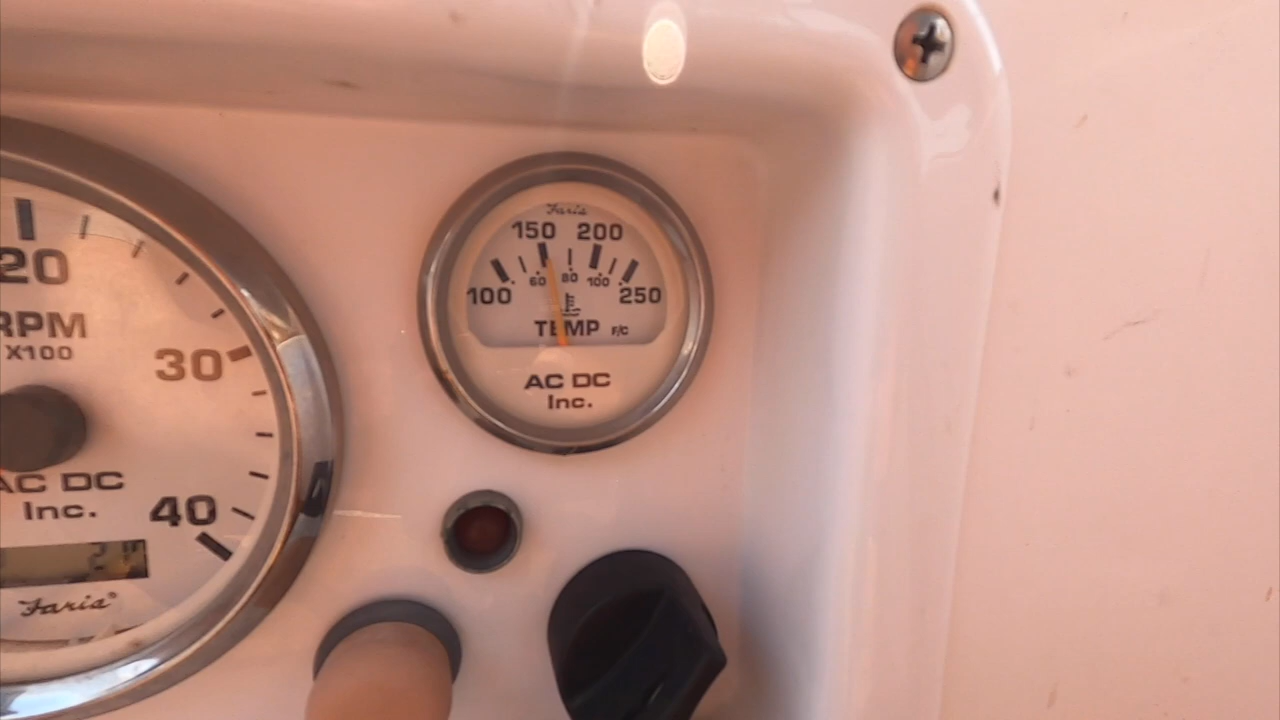 20
RPM
X100
30
AC DC
Inc.
40
Faria®
Faria
150 200
60 80 100
100 250
TEMP F/C
AC DC
Inc.